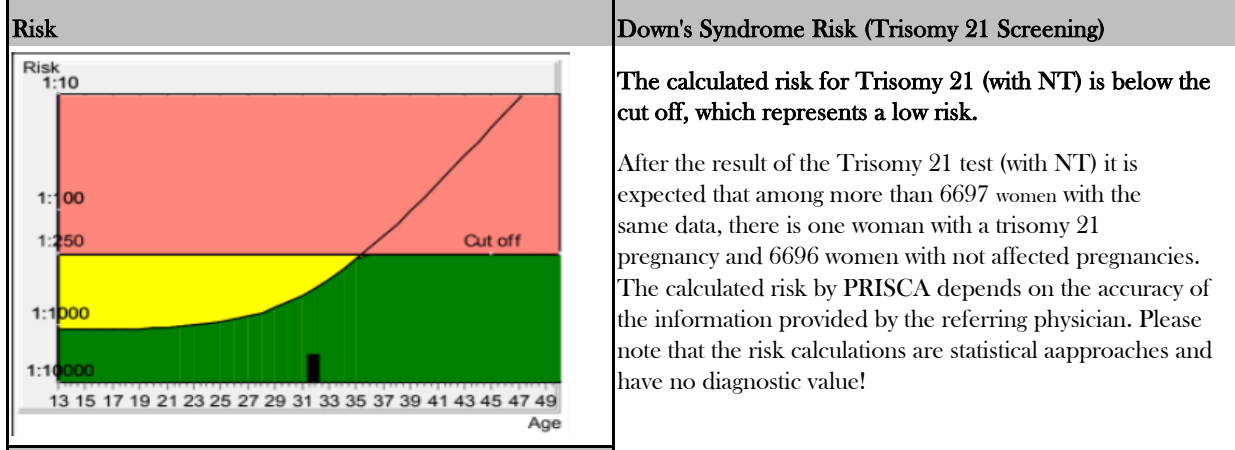 Risk
Risk
1:10
1:100
1:250
Cut off
1:1000
1:10000
13 15 17 19 21 23 25 27 29 31 33 35 37 39 41 43 45 47 49
Age
Down's Syndrome Risk (Trisomy 21 Screening)
The calculated risk for Trisomy 21 (with NT) is below the
cut off, which represents a low risk.
After the result of the Trisomy 21 test (with NT) it is
expected that among more than 6697 women with the
same data, there is one woman with a trisomy 21
pregnancy and 6696 women with not affected pregnancies.
The calculated risk by PRISCA depends on the accuracy of
the information provided by the referring physician. Please
note that the risk calculations are statistical aapproaches and
have no diagnostic value!